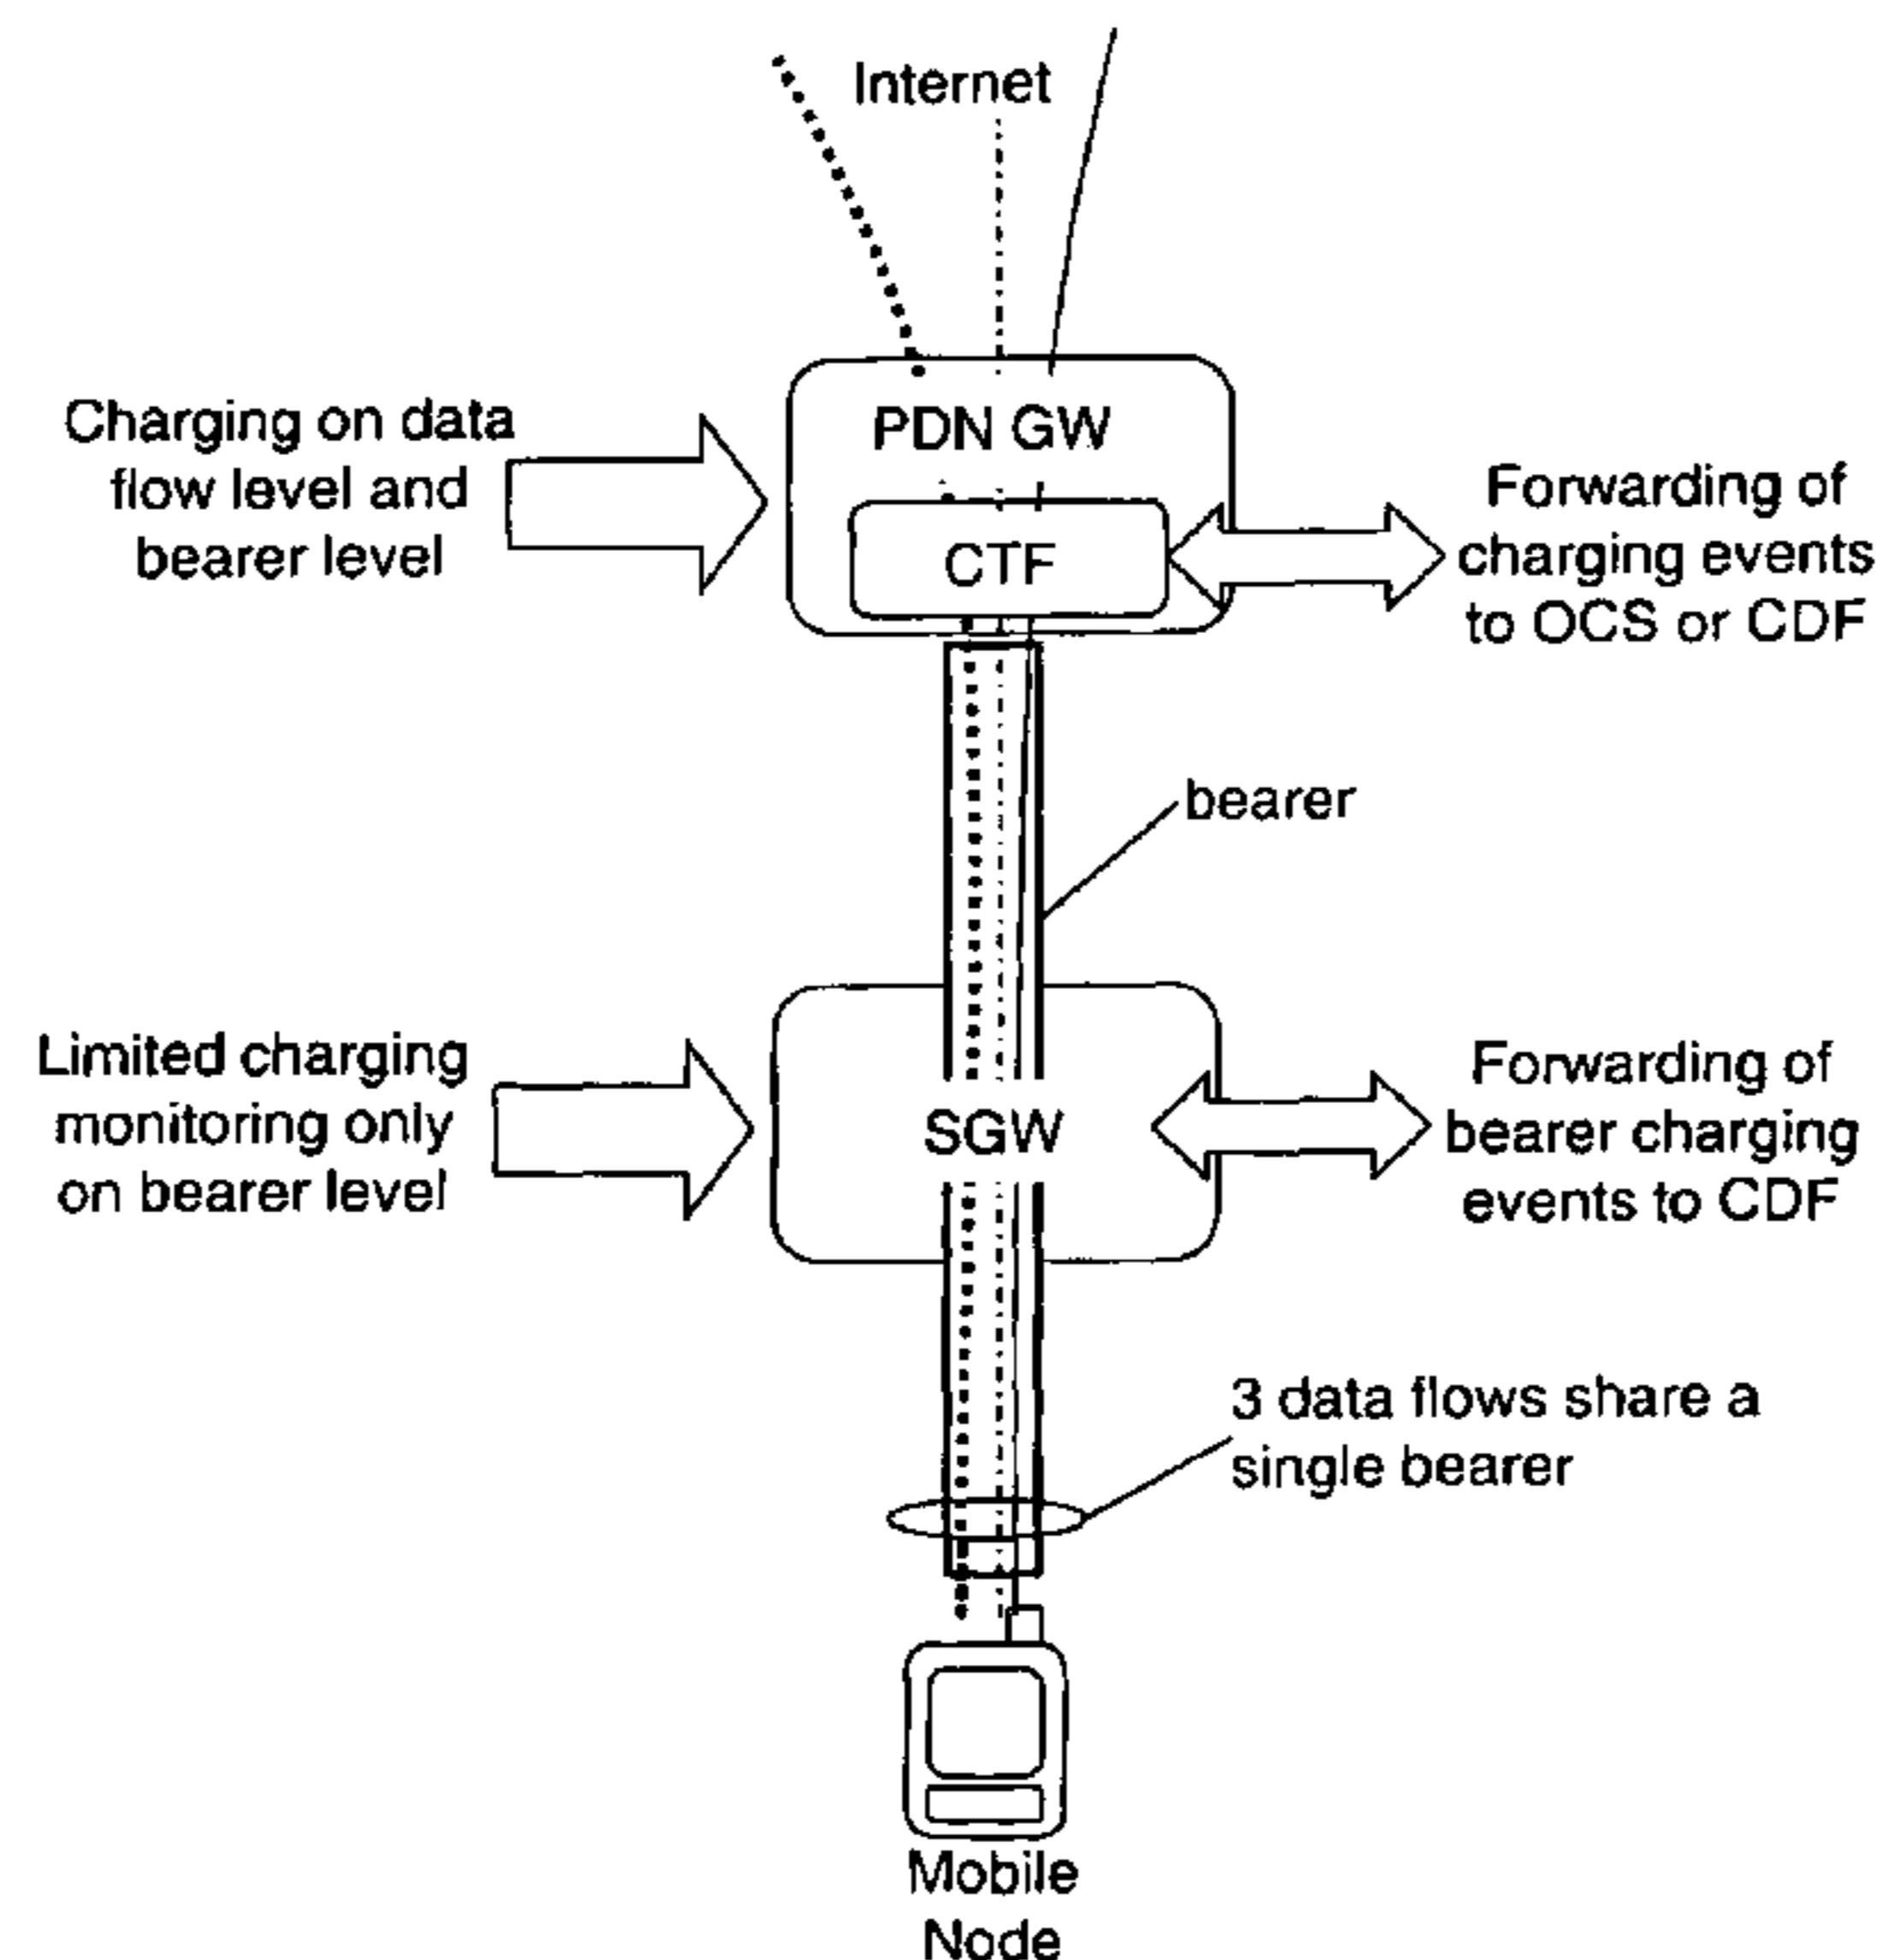 Internet
PDN GW
Charging on data
flow level and
bearer level
CTF
Forwarding of
charging events
to OCS or CDF
bearer
Limited charging
monitoring only
on bearer level
SGW
Forwarding of
bearer charging
events to CDF
3 data flows share a
single bearer
Mobile
Node